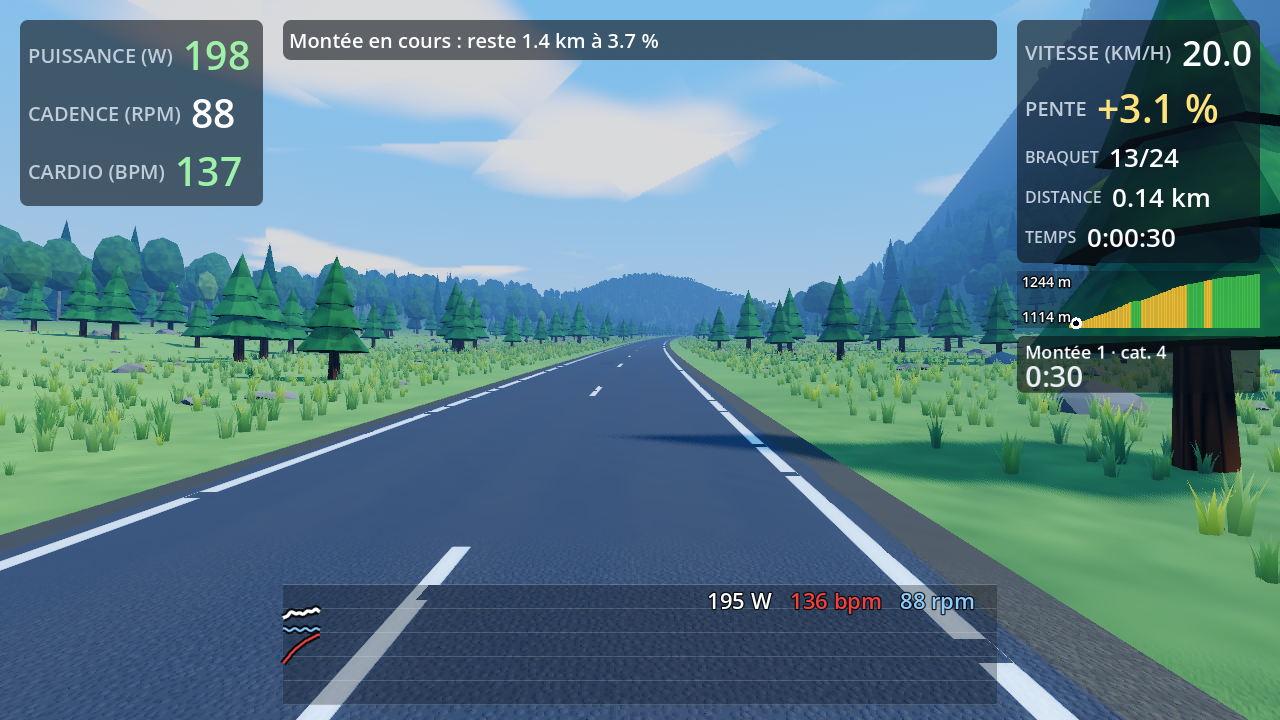 PUISSANCE (W) 198
CADENCE (RPM) 88
CARDIO (BPM) 137
Montée en cours : reste 1.4 km à 3.7 %
VITESSE (KM/H) 20.0
PENTE +3.1 %
BRAQUET 13/24
DISTANCE 0.14 km
TEMPS 0:00:30
1244 m
1114 m
Montée 1 · cat. 4
0:30
195 W 136 bpm 88 rpm